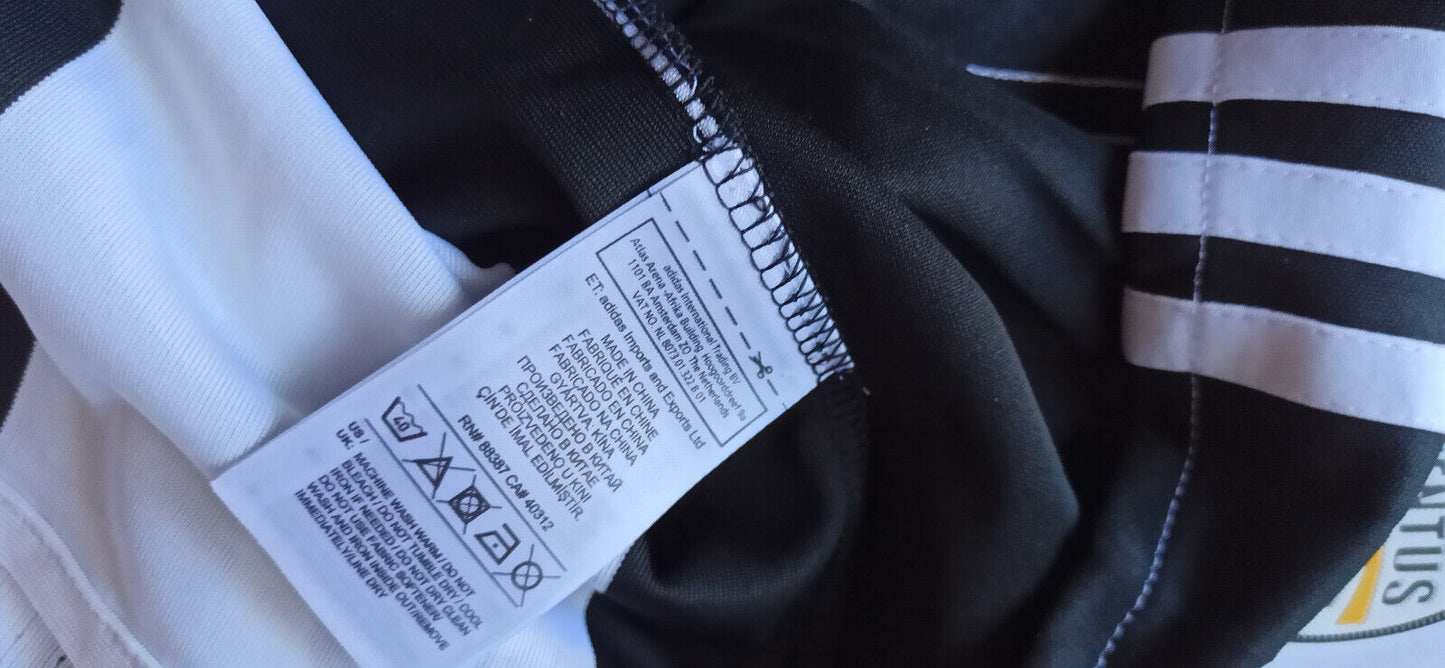 adidas International Trading BV
Atlas Arena -Afrika Building Hoogoorddreef 9a
1101 BA Amsterdam ZO The Netherlands
VAT NO. NL 8073.01.322.B.01
ET: adidas Imports and Exports Ltd
MADE IN CHINA
FABRIQUÉ EN CHINE
FABRICADO EN CHINA
FABRICADO NA CHINA
GYÁRTVA KÍNA
ПРОИЗВЕДЕНО В КИТАЙ
СДЕЛАНО В КИТАЕ
PROIZVEDENO U KINI
ÇİN'DE İMAL EDİLMİŞTİR.
RN# 88387 CA# 40312
40
US /
UK: MACHINE WASH WARM / DO NOT
BLEACH / DO NOT TUMBLE DRY / COOL
IRON IF NEEDED / DO NOT DRY CLEAN
DO NOT USE FABRIC SOFTENER/
WASH AND IRON INSIDE OUT/REMOVE
IMMEDIATELY/LINE DRY
NTUS